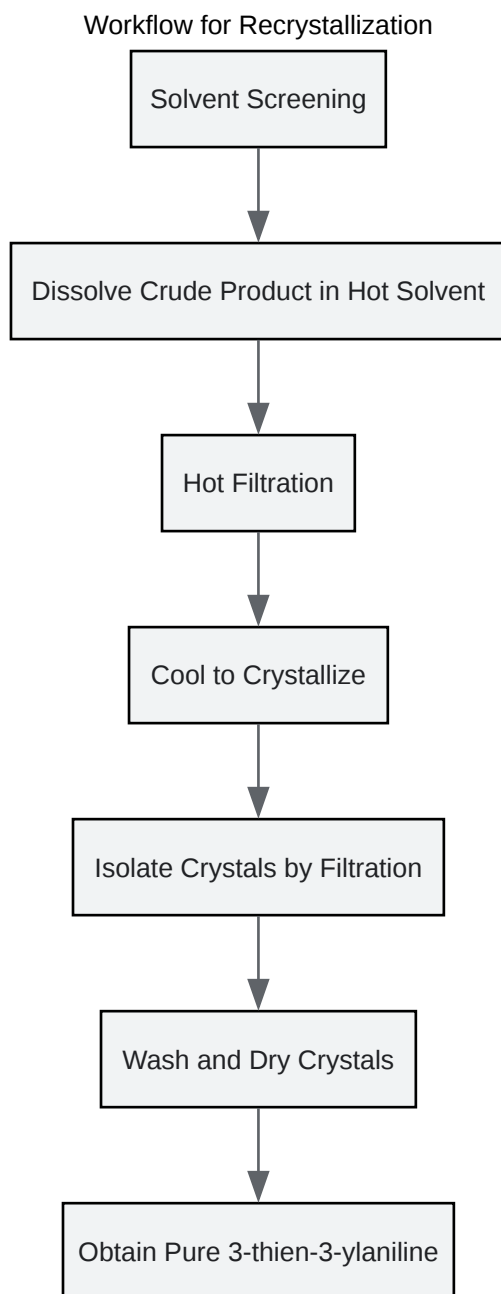 Workflow for Recrystallization
Solvent Screening
Dissolve Crude Product in Hot Solvent
Hot Filtration
Cool to Crystallize
Isolate Crystals by Filtration
Wash and Dry Crystals
Obtain Pure 3-thien-3-ylaniline